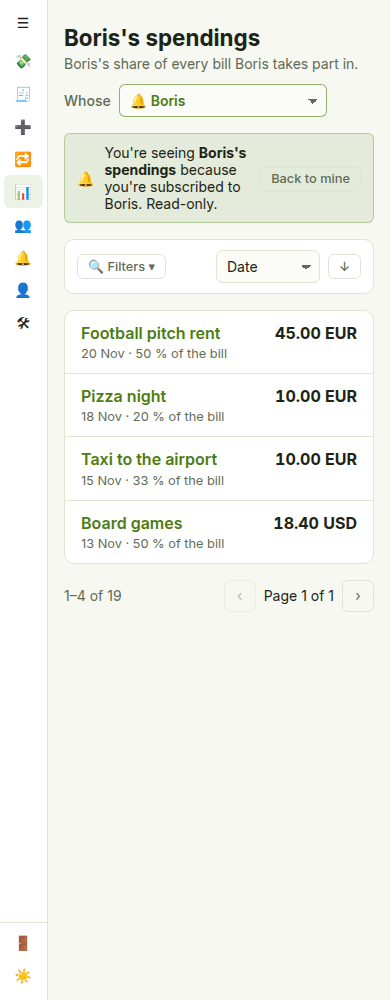 Boris's spendings
Boris's share of every bill Boris takes part in.
Whose 🔔 Boris
You're seeing Boris's
spendings because
you're subscribed to
Boris. Read-only.
Back to mine
🔍 Filters ▾
Date
↓
Football pitch rent 45.00 EUR
20 Nov · 50 % of the bill
Pizza night 10.00 EUR
18 Nov · 20 % of the bill
Taxi to the airport 10.00 EUR
15 Nov · 33 % of the bill
Board games 18.40 USD
13 Nov · 50 % of the bill
1–4 of 19 ‹ Page 1 of 1 ›